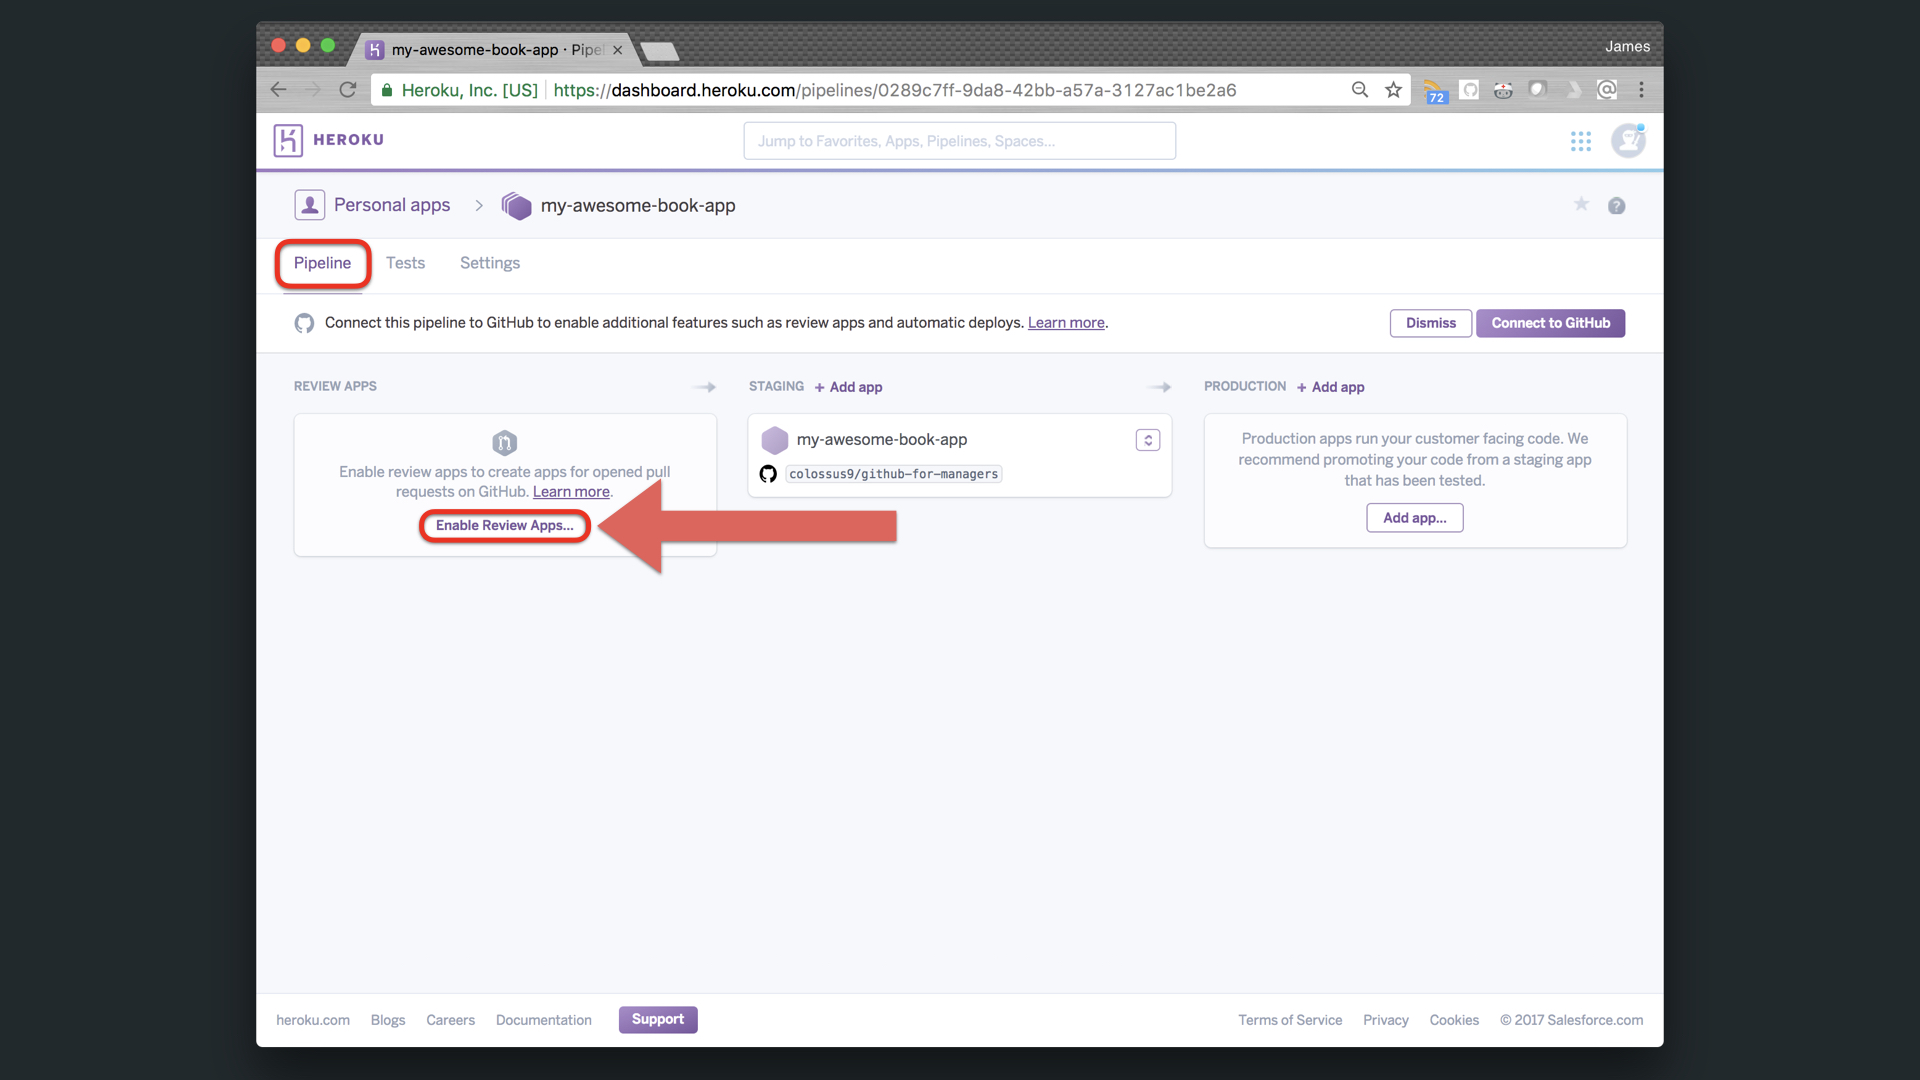 my-awesome-book-app · Pipel
James
Heroku, Inc. [US] https://dashboard.heroku.com/pipelines/0289c7ff-9da8-42bb-a57a-3127ac1be2a6
72
HEROKU
Jump to Favorites, Apps, Pipelines, Spaces...
Personal apps > my-awesome-book-app
Pipeline Tests Settings
Connect this pipeline to GitHub to enable additional features such as review apps and automatic deploys. Learn more.
Dismiss Connect to GitHub
REVIEW APPS
Enable review apps to create apps for opened pull
requests on GitHub. Learn more.
Enable Review Apps...
STAGING + Add app
my-awesome-book-app
colossus9/github-for-managers
PRODUCTION + Add app
Production apps run your customer facing code. We
recommend promoting your code from a staging app
that has been tested.
Add app...
heroku.com Blogs Careers Documentation Support Terms of Service Privacy Cookies © 2017 Salesforce.com